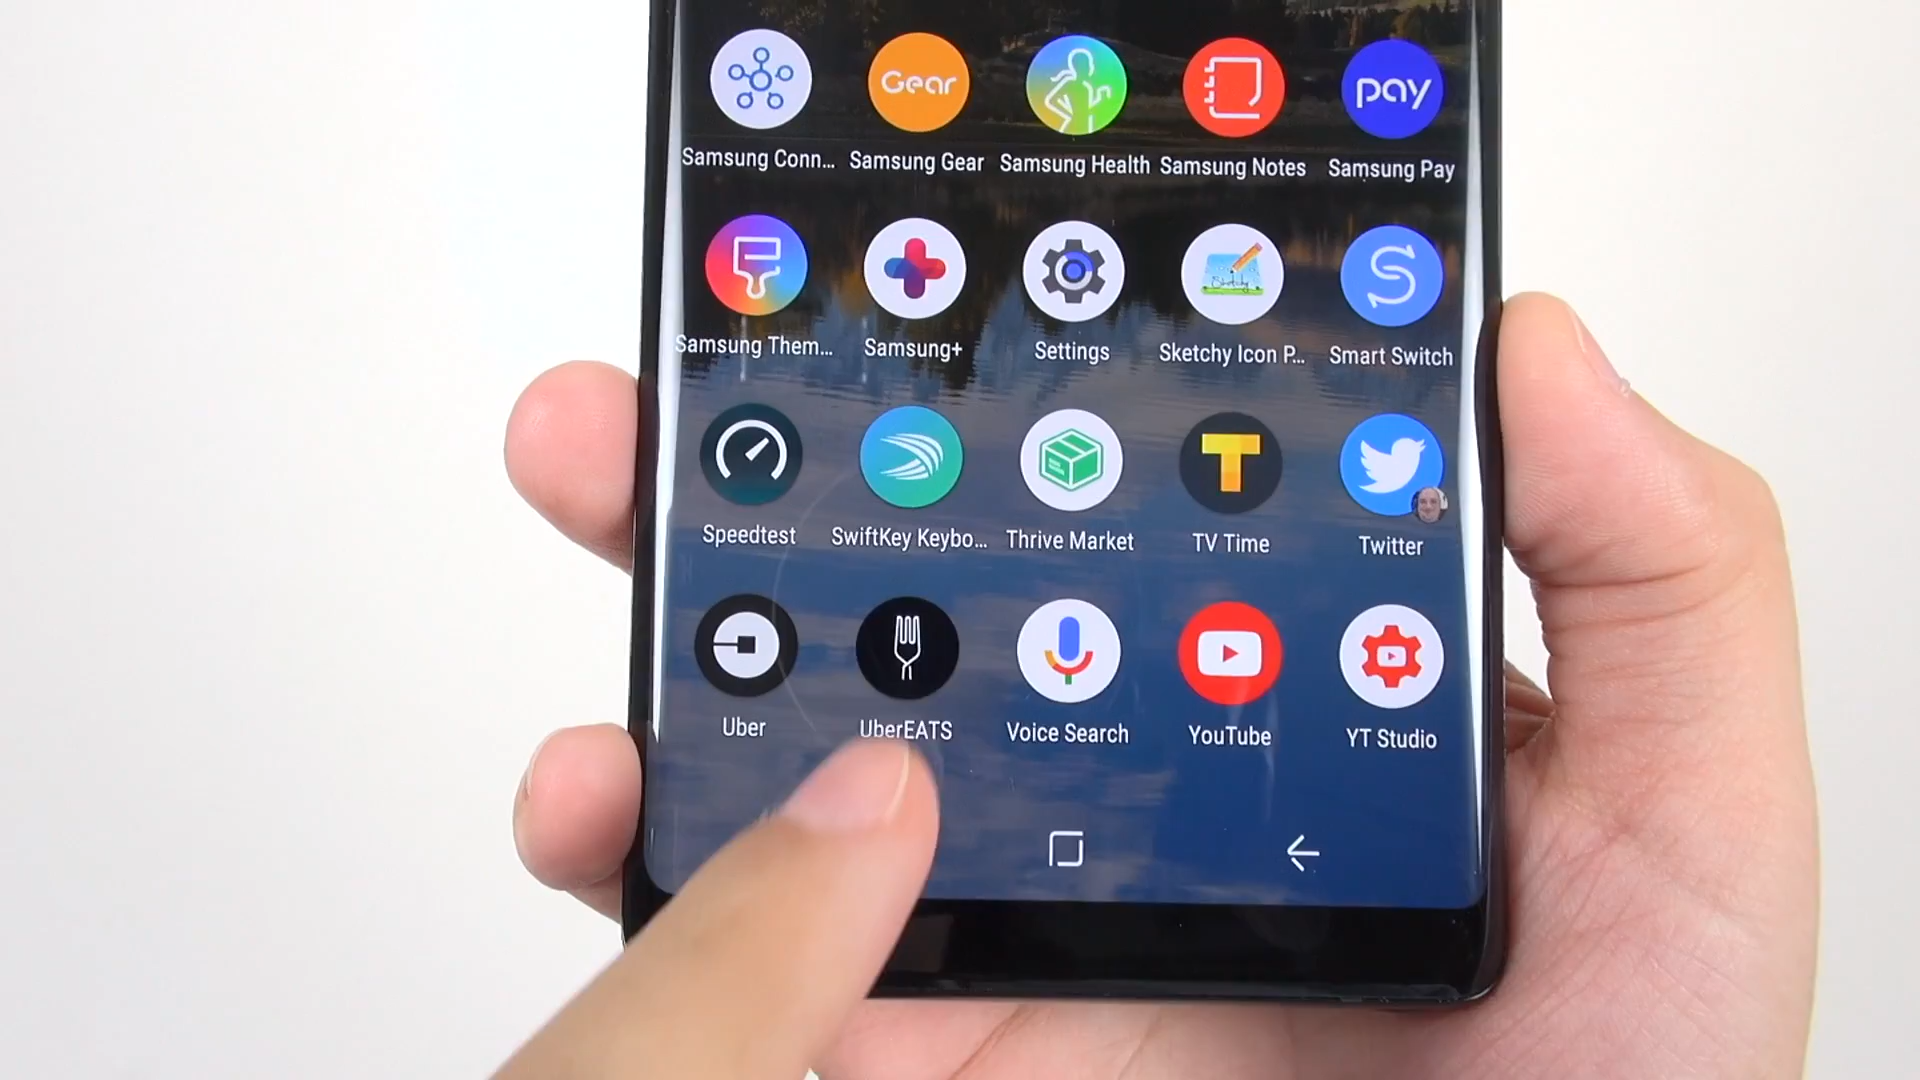 Gear
pay
Samsung Conn...
Samsung Gear
Samsung Health
Samsung Notes
Samsung Pay
Sketchy
Samsung Them...
Samsung+
Settings
Sketchy Icon P...
Smart Switch
Speedtest
SwiftKey Keybo...
Thrive Market
TV Time
Twitter
Uber
UberEATS
Voice Search
YouTube
YT Studio